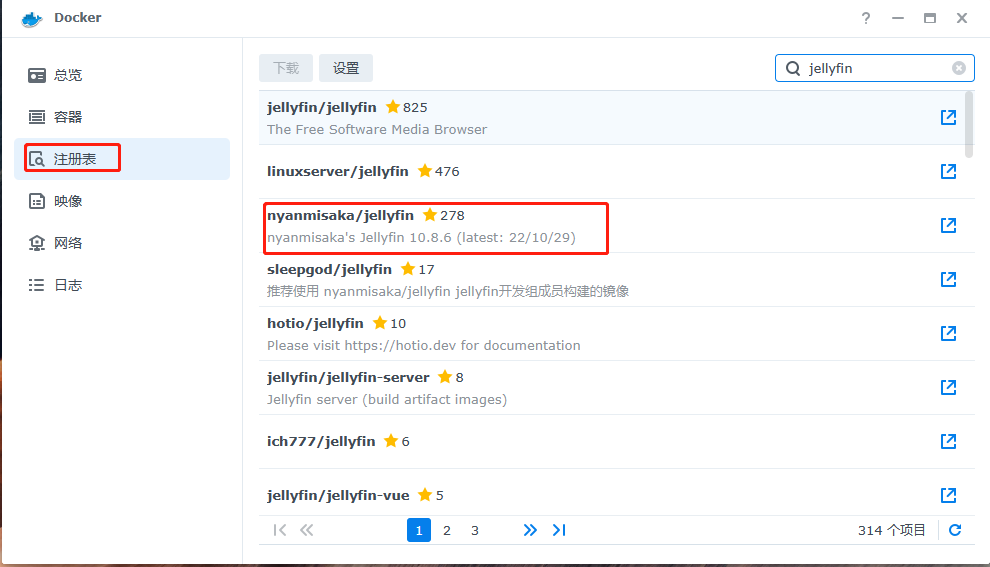 Docker
总览
容器
注册表
映像
网络
日志
下载 设置
jellyfin
jellyfin/jellyfin 825
The Free Software Media Browser
linuxserver/jellyfin 476
nyanmisaka/jellyfin 278
nyanmisaka's Jellyfin 10.8.6 (latest: 22/10/29)
sleepgod/jellyfin 17
推荐使用 nyanmisaka/jellyfin jellyfin开发组成员构建的镜像
hotio/jellyfin 10
Please visit https://hotio.dev for documentation
jellyfin/jellyfin-server 8
Jellyfin server (build artifact images)
ich777/jellyfin 6
jellyfin/jellyfin-vue 5
1 2 3
314 个项目